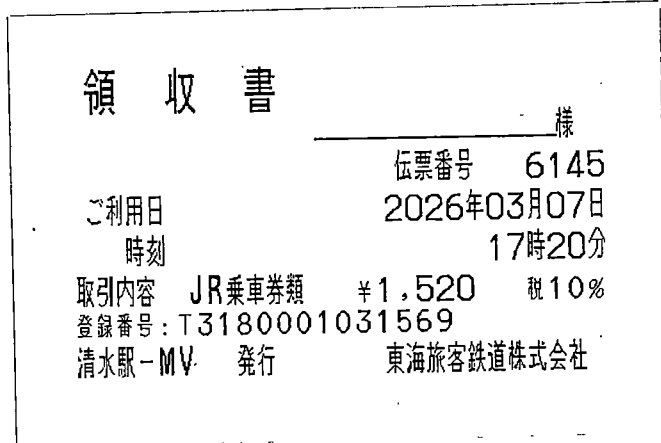 領収書
様
伝票番号 6145
ご利用日 2026年03月07日
時刻 17時20分
取引内容 JR乗車券類 ¥1,520 税10%
登録番号:T3180001031569
清水駅-MV 発行 東海旅客鉄道株式会社